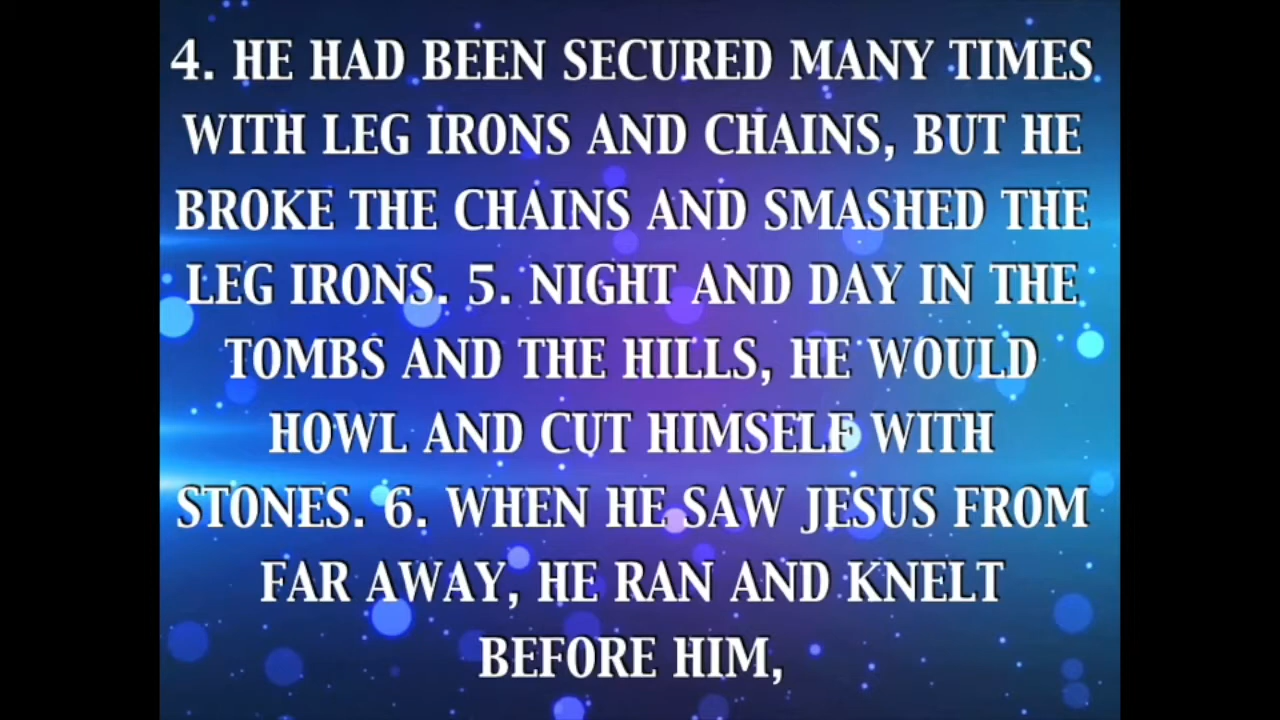 4. HE HAD BEEN SECURED MANY TIMES
WITH LEG IRONS AND CHAINS, BUT HE
BROKE THE CHAINS AND SMASHED THE
LEG IRONS. 5. NIGHT AND DAY IN THE
TOMBS AND THE HILLS, HE WOULD
HOWL AND CUT HIMSELF WITH
STONES. 6. WHEN HE SAW JESUS FROM
FAR AWAY, HE RAN AND KNELT
BEFORE HIM,